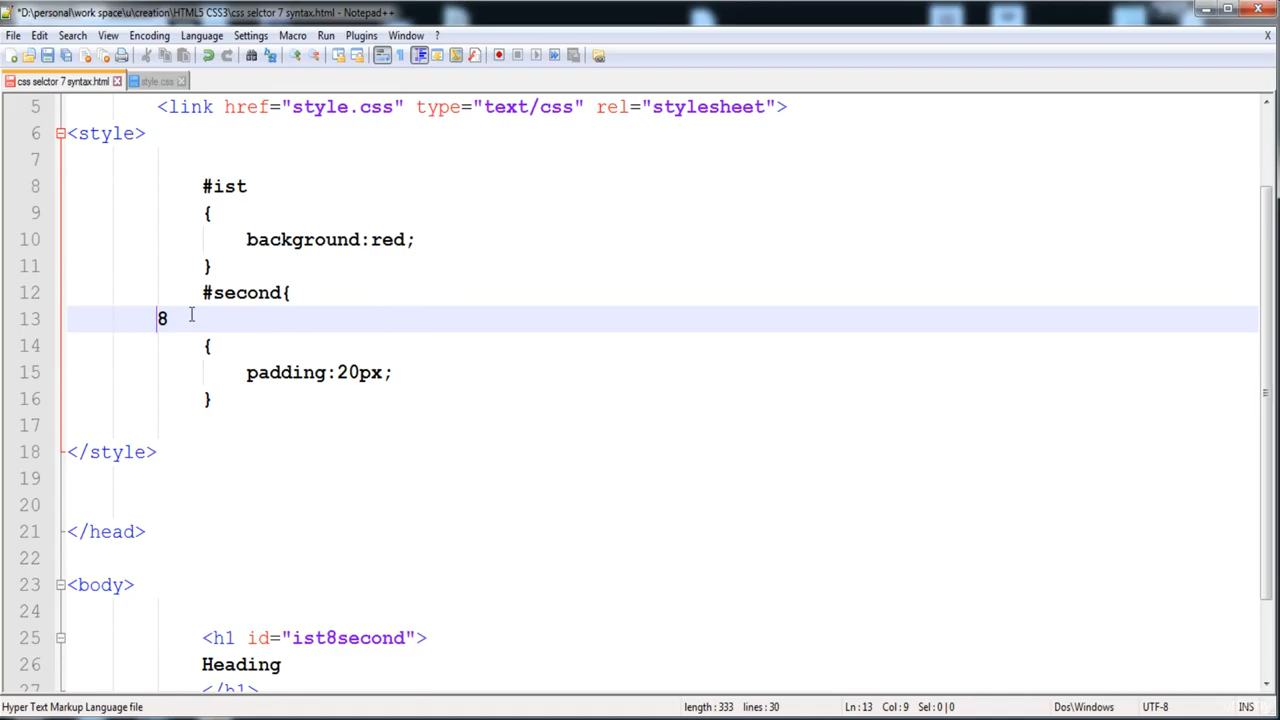 *D:\personal\work space\u\creation\HTML5 CSS3\css selctor 7 syntax.html - Notepad++
File Edit Search View Encoding Language Settings Macro Run Plugins Window ? X
css selctor 7 syntax.html style.css
5 <link href="style.css" type="text/css" rel="stylesheet">
6 <style>
7
8 #ist
9 {
10 background:red;
11 }
12 #second{
13 8
14 {
15 padding:20px;
16 }
17
18 </style>
19
20
21 </head>
22
23 <body>
24
25 <h1 id="ist8second">
26 Heading
27 </h1>
Hyper Text Markup Language file length : 333 lines : 30 Ln : 13 Col : 9 Sel : 0 | 0 Dos\Windows UTF-8 INS